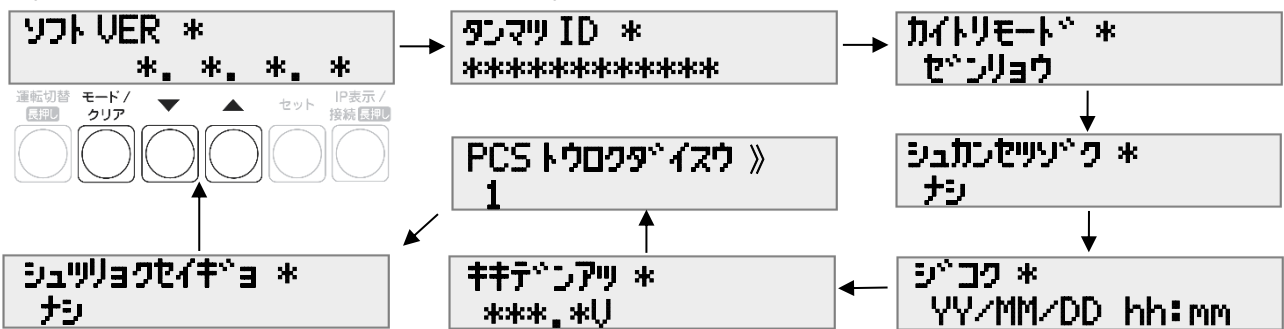 ソフト VER *
*. *. *. *
タンマツ ID *
************
カイトリモード *
ゼンリョウ
運転切替
長押し
モード /
クリア
▼
▲
セット
IP表示 /
接続 長押し
PCS トウロクダイスウ 》
1
シュカンセツゾク *
ナシ
シュツリョクセイギョ *
ナシ
キキデンアツ *
***.*V
ジコク *
YY/MM/DD hh:mm